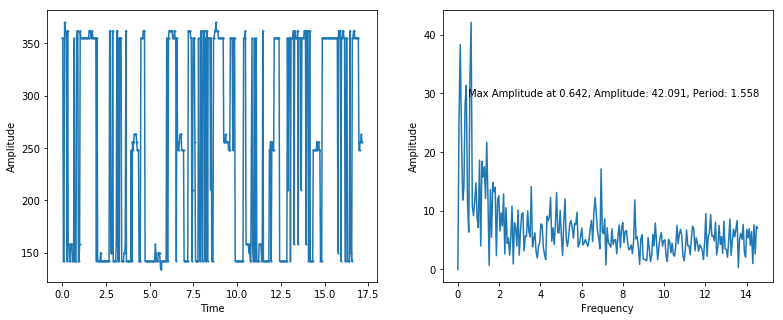 350
300
250
200
150
Amplitude
0.0 2.5 5.0 7.5 10.0 12.5 15.0 17.5
Time
40
30
20
10
0
Amplitude
Max Amplitude at 0.642, Amplitude: 42.091, Period: 1.558
0 2 4 6 8 10 12 14
Frequency